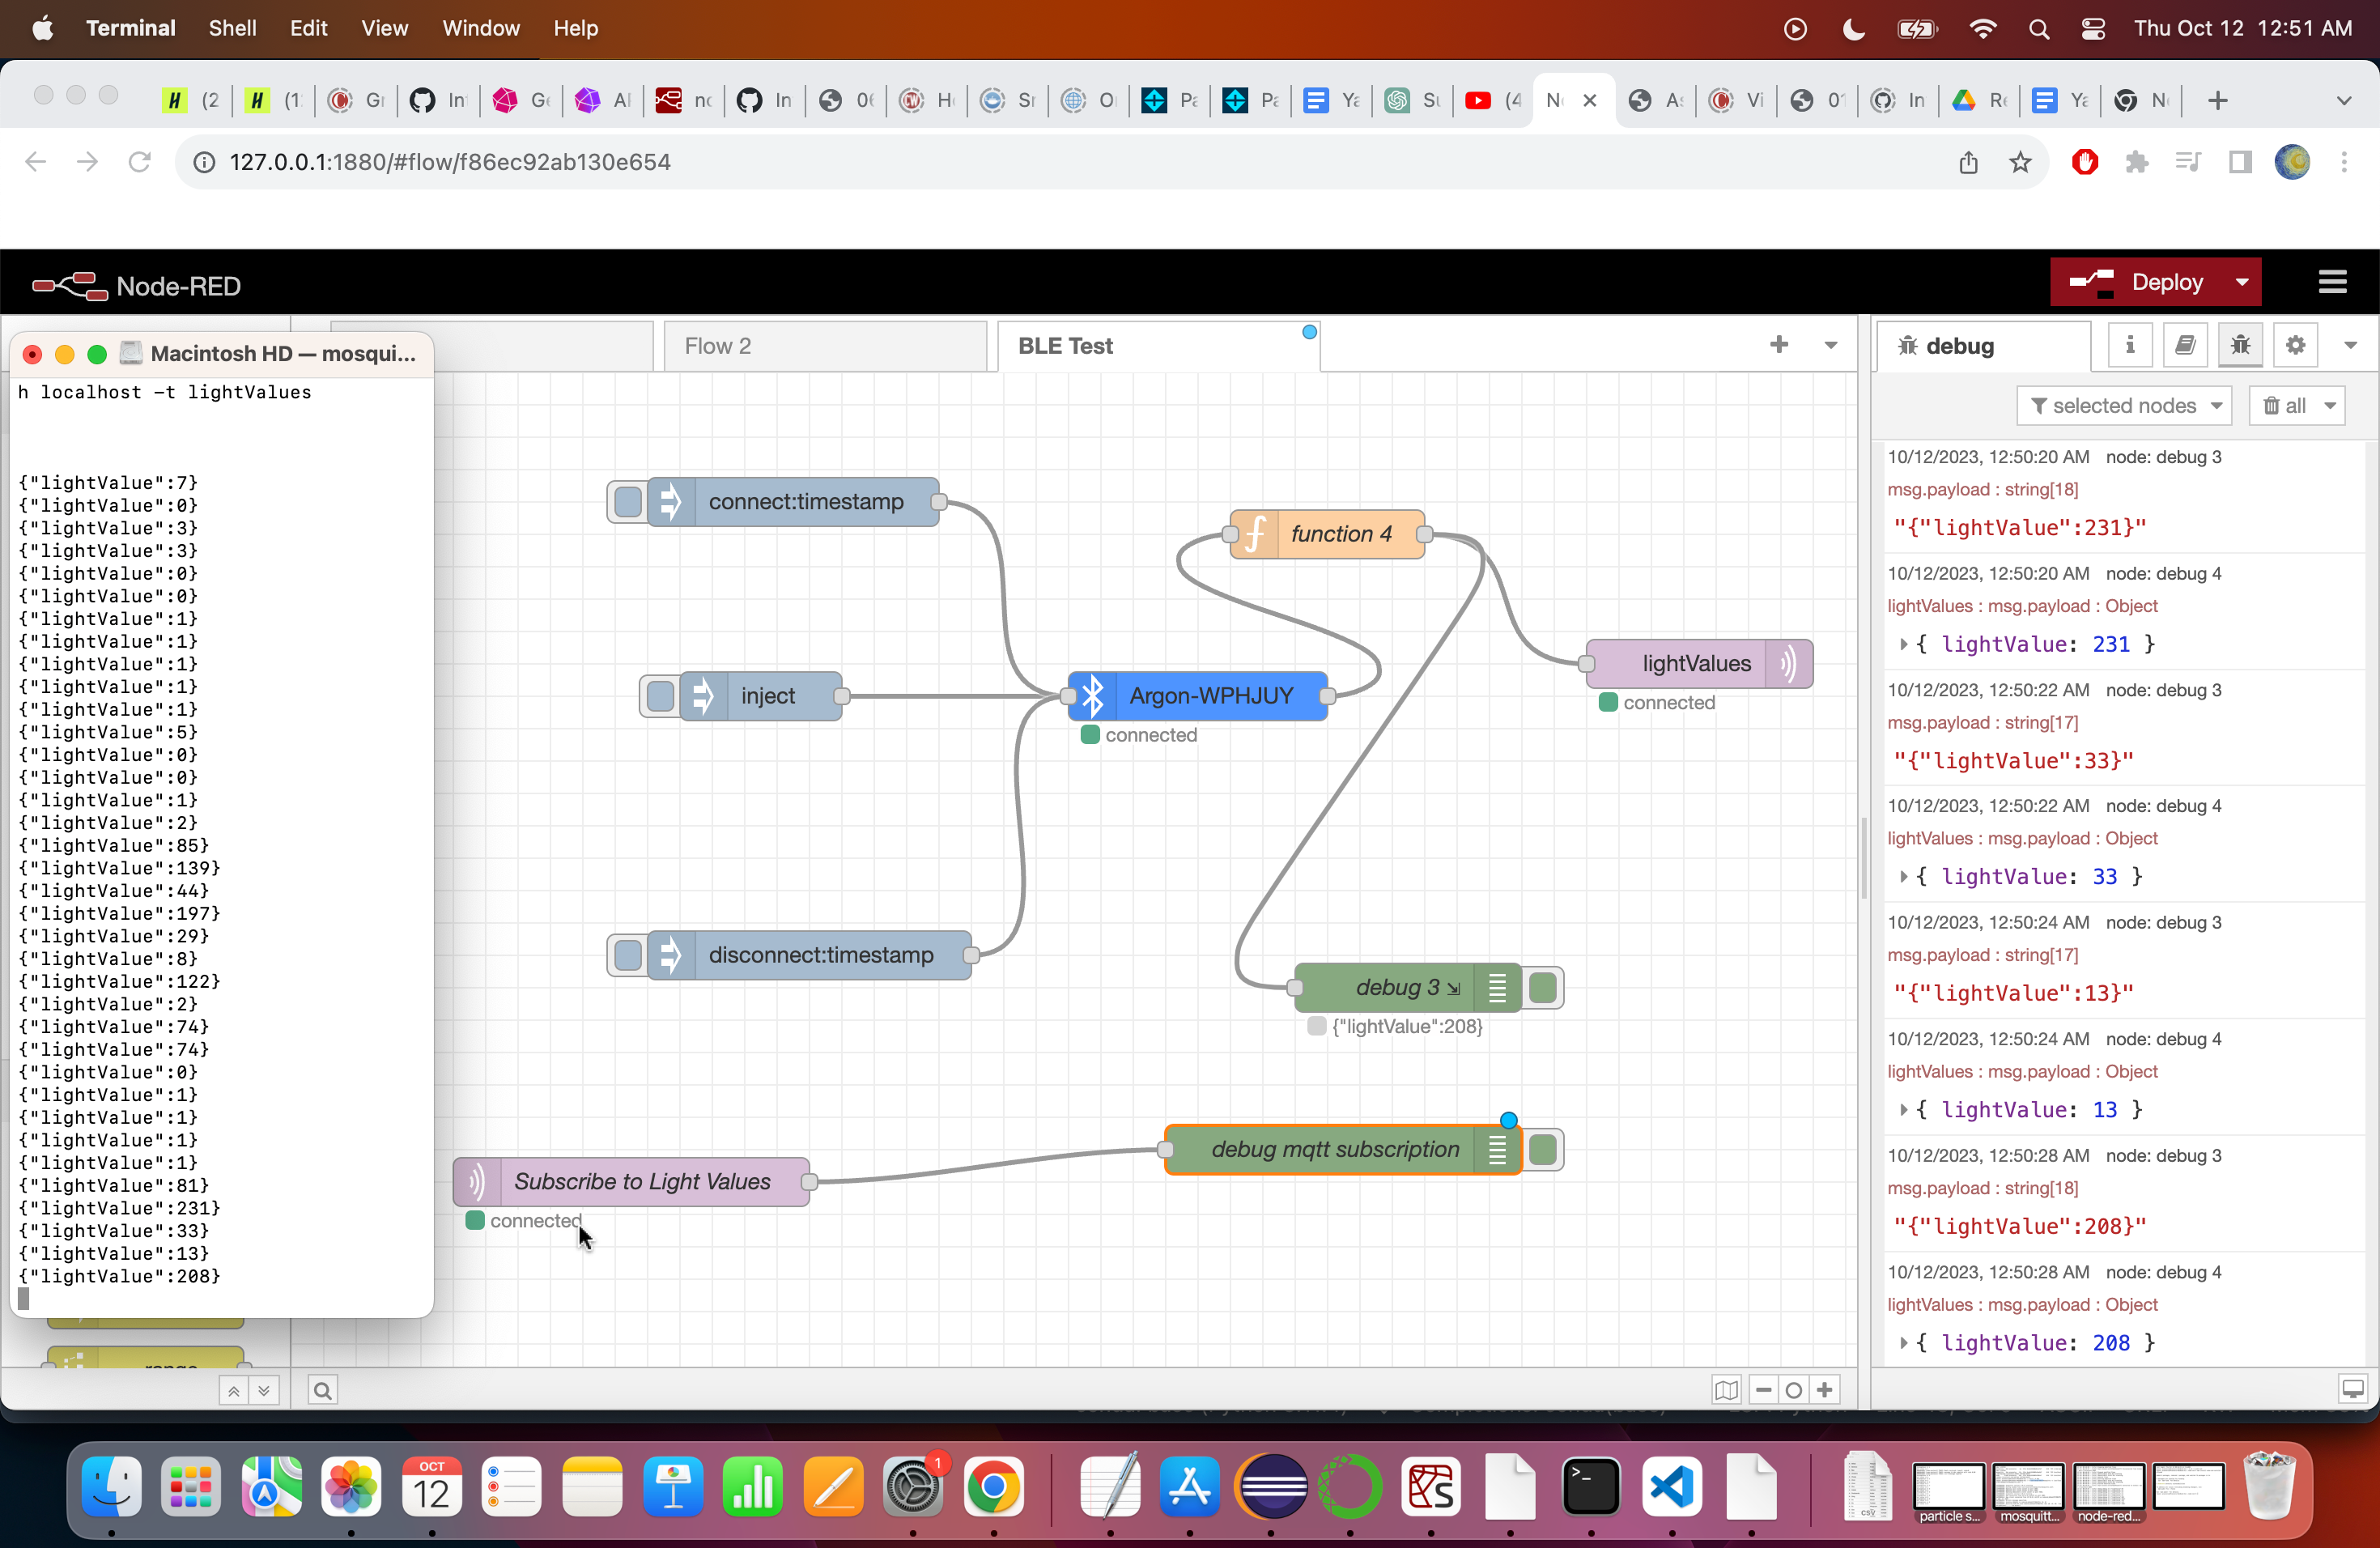 Terminal Shell Edit View Window Help Thu Oct 12 12:51 AM
127.0.0.1:1880/#flow/f86ec92ab130e654
Node-RED
Deploy
Macintosh HD — mosqui...
h localhost -t lightValues
{"lightValue":7}
{"lightValue":0}
{"lightValue":3}
{"lightValue":3}
{"lightValue":0}
{"lightValue":0}
{"lightValue":1}
{"lightValue":1}
{"lightValue":1}
{"lightValue":1}
{"lightValue":1}
{"lightValue":5}
{"lightValue":0}
{"lightValue":0}
{"lightValue":1}
{"lightValue":2}
{"lightValue":85}
{"lightValue":139}
{"lightValue":44}
{"lightValue":197}
{"lightValue":29}
{"lightValue":8}
{"lightValue":122}
{"lightValue":2}
{"lightValue":74}
{"lightValue":74}
{"lightValue":0}
{"lightValue":1}
{"lightValue":1}
{"lightValue":1}
{"lightValue":1}
{"lightValue":81}
{"lightValue":231}
{"lightValue":33}
{"lightValue":13}
{"lightValue":208}
Flow 2
BLE Test
connect:timestamp
function 4
lightValues
connected
inject
Argon-WPHJUY
connected
disconnect:timestamp
debug 3
{"lightValue":208}
debug mqtt subscription
Subscribe to Light Values
connected
debug
selected nodes
all
10/12/2023, 12:50:20 AM node: debug 3
msg.payload : string[18]
"{"lightValue":231}"
10/12/2023, 12:50:20 AM node: debug 4
lightValues : msg.payload : Object
{ lightValue: 231 }
10/12/2023, 12:50:22 AM node: debug 3
msg.payload : string[17]
"{"lightValue":33}"
10/12/2023, 12:50:22 AM node: debug 4
lightValues : msg.payload : Object
{ lightValue: 33 }
10/12/2023, 12:50:24 AM node: debug 3
msg.payload : string[17]
"{"lightValue":13}"
10/12/2023, 12:50:24 AM node: debug 4
lightValues : msg.payload : Object
{ lightValue: 13 }
10/12/2023, 12:50:28 AM node: debug 3
msg.payload : string[18]
"{"lightValue":208}"
10/12/2023, 12:50:28 AM node: debug 4
lightValues : msg.payload : Object
{ lightValue: 208 }
OCT
12
1
particle s... mosquitt... node-red...